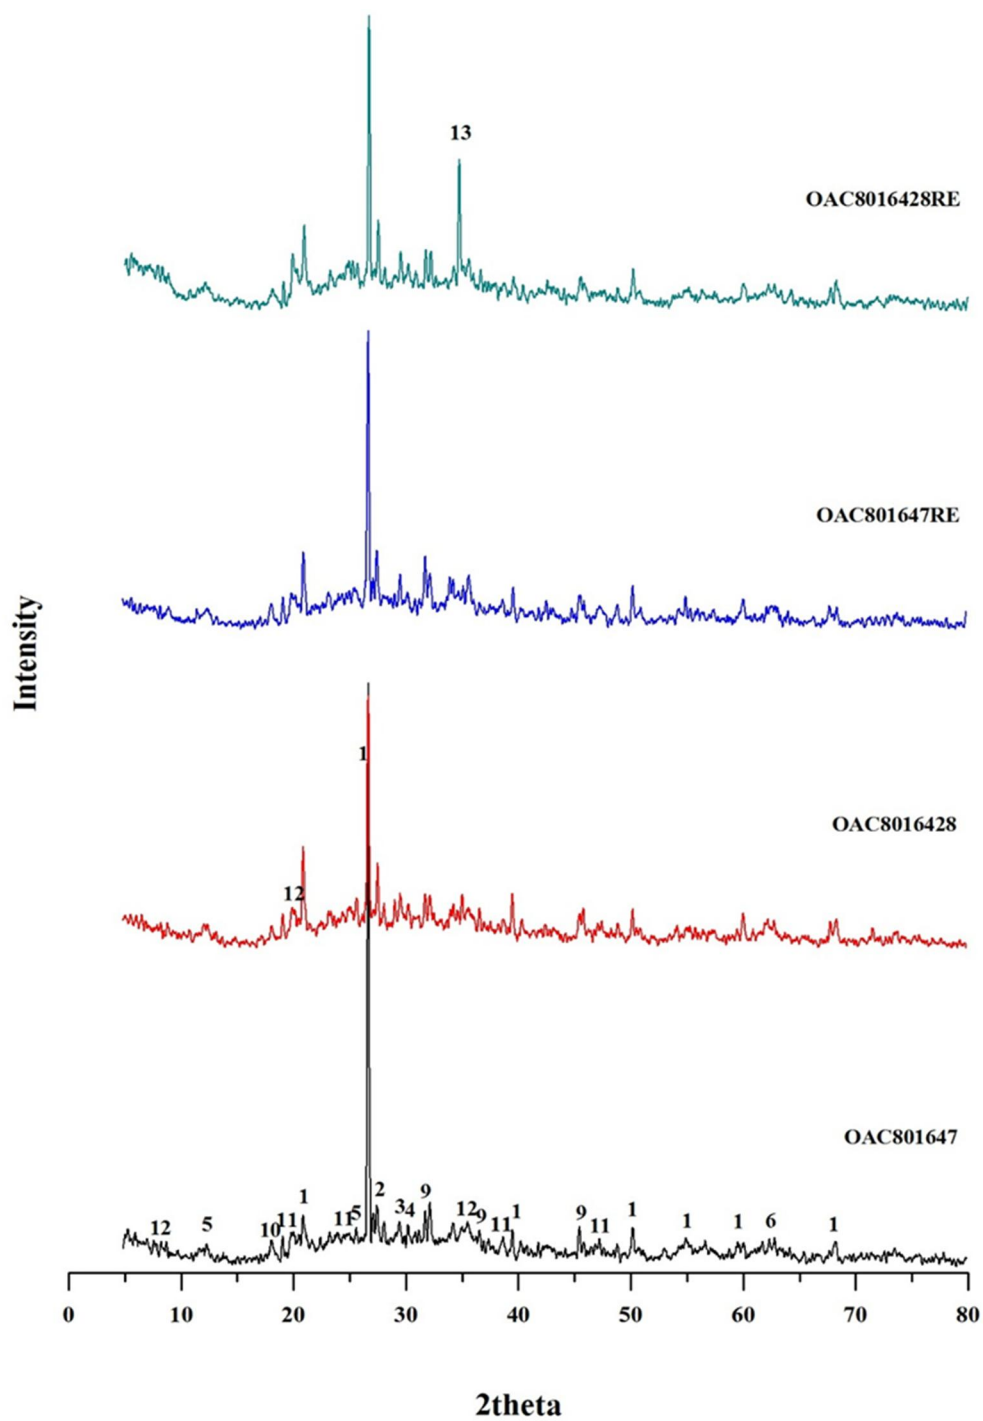 13
OAC8016428RE
OAC801647RE
Intensity
1
OAC8016428
12
OAC801647
12 5 10 11 1 11 5 2 3 4 9 12 9 11 1 9 11 1 1 1 6 1
0 10 20 30 40 50 60 70 80
2theta